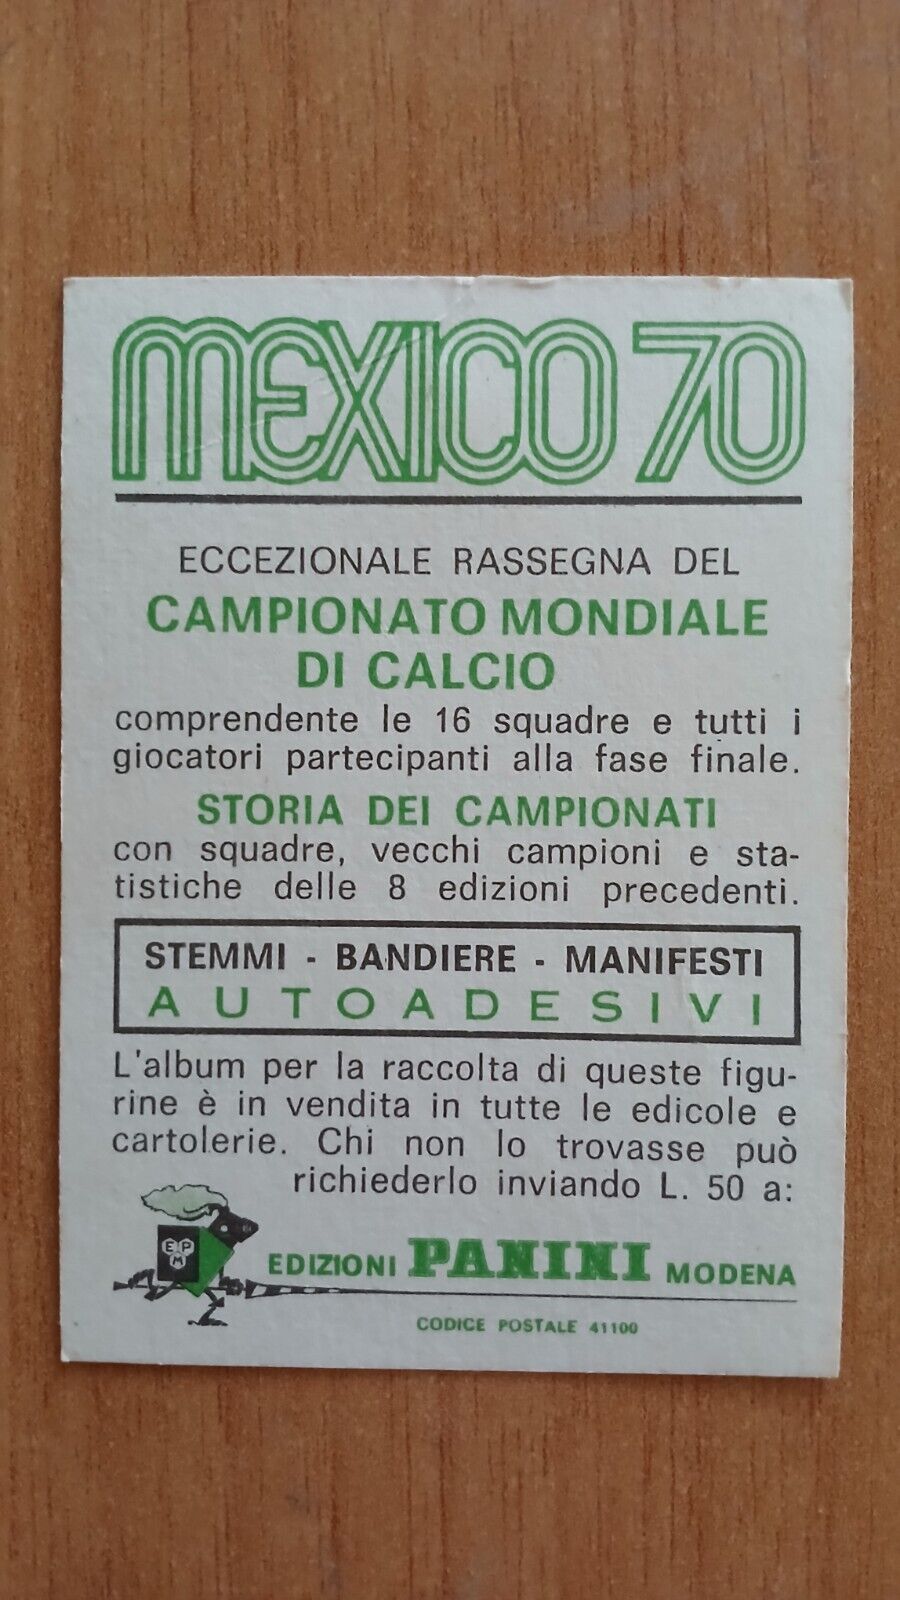 MEXICO 70
ECCEZIONALE RASSEGNA DEL
CAMPIONATO MONDIALE
DI CALCIO
comprendente le 16 squadre e tutti i
giocatori partecipanti alla fase finale.
STORIA DEI CAMPIONATI
con squadre, vecchi campioni e sta-
tistiche delle 8 edizioni precedenti.
STEMMI - BANDIERE - MANIFESTI
AUTOADESIVI
L'album per la raccolta di queste figu-
rine è in vendita in tutte le edicole e
cartolerie. Chi non lo trovasse può
richiederlo inviando L. 50 a:
EPM
EDIZIONI PANINI MODENA
CODICE POSTALE 41100